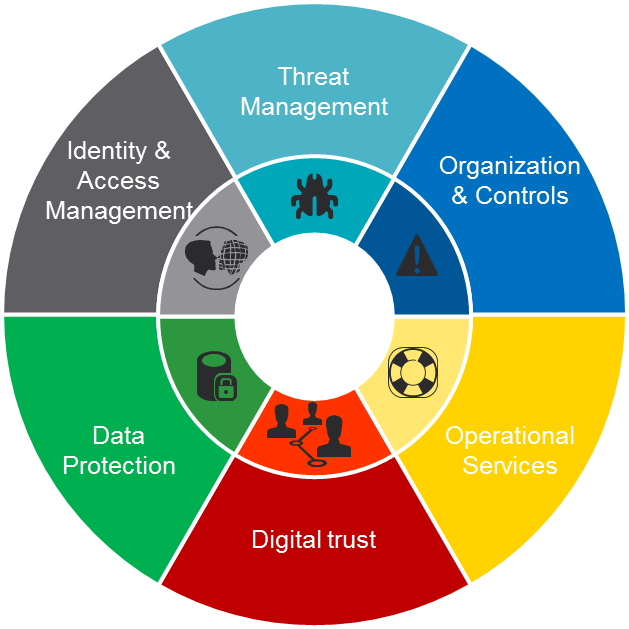 Threat
Management
Organization
& Controls
Operational
Services
Digital trust
Data
Protection
Identity &
Access
Management